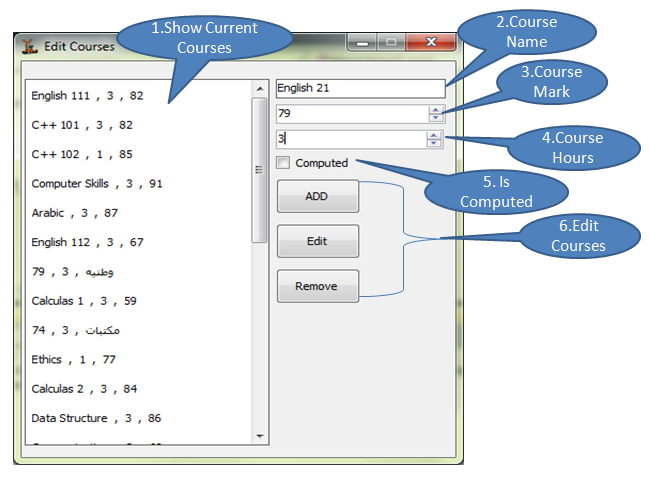 1.Show Current
Courses
2.Course
Name
Edit Courses
3.Course
Mark
English 111 , 3 , 82
English 21
C++ 101 , 3 , 82
79
C++ 102 , 1 , 85
3
4.Course
Hours
Computer Skills , 3 , 91
Computed
5. Is
Computed
Arabic , 3 , 87
ADD
English 112 , 3 , 67
6.Edit
Courses
وطنيه , 3 , 79
Edit
Calculas 1 , 3 , 59
Remove
مكتبات , 3 , 74
Ethics , 1 , 77
Calculas 2 , 3 , 84
Data Structure , 3 , 86